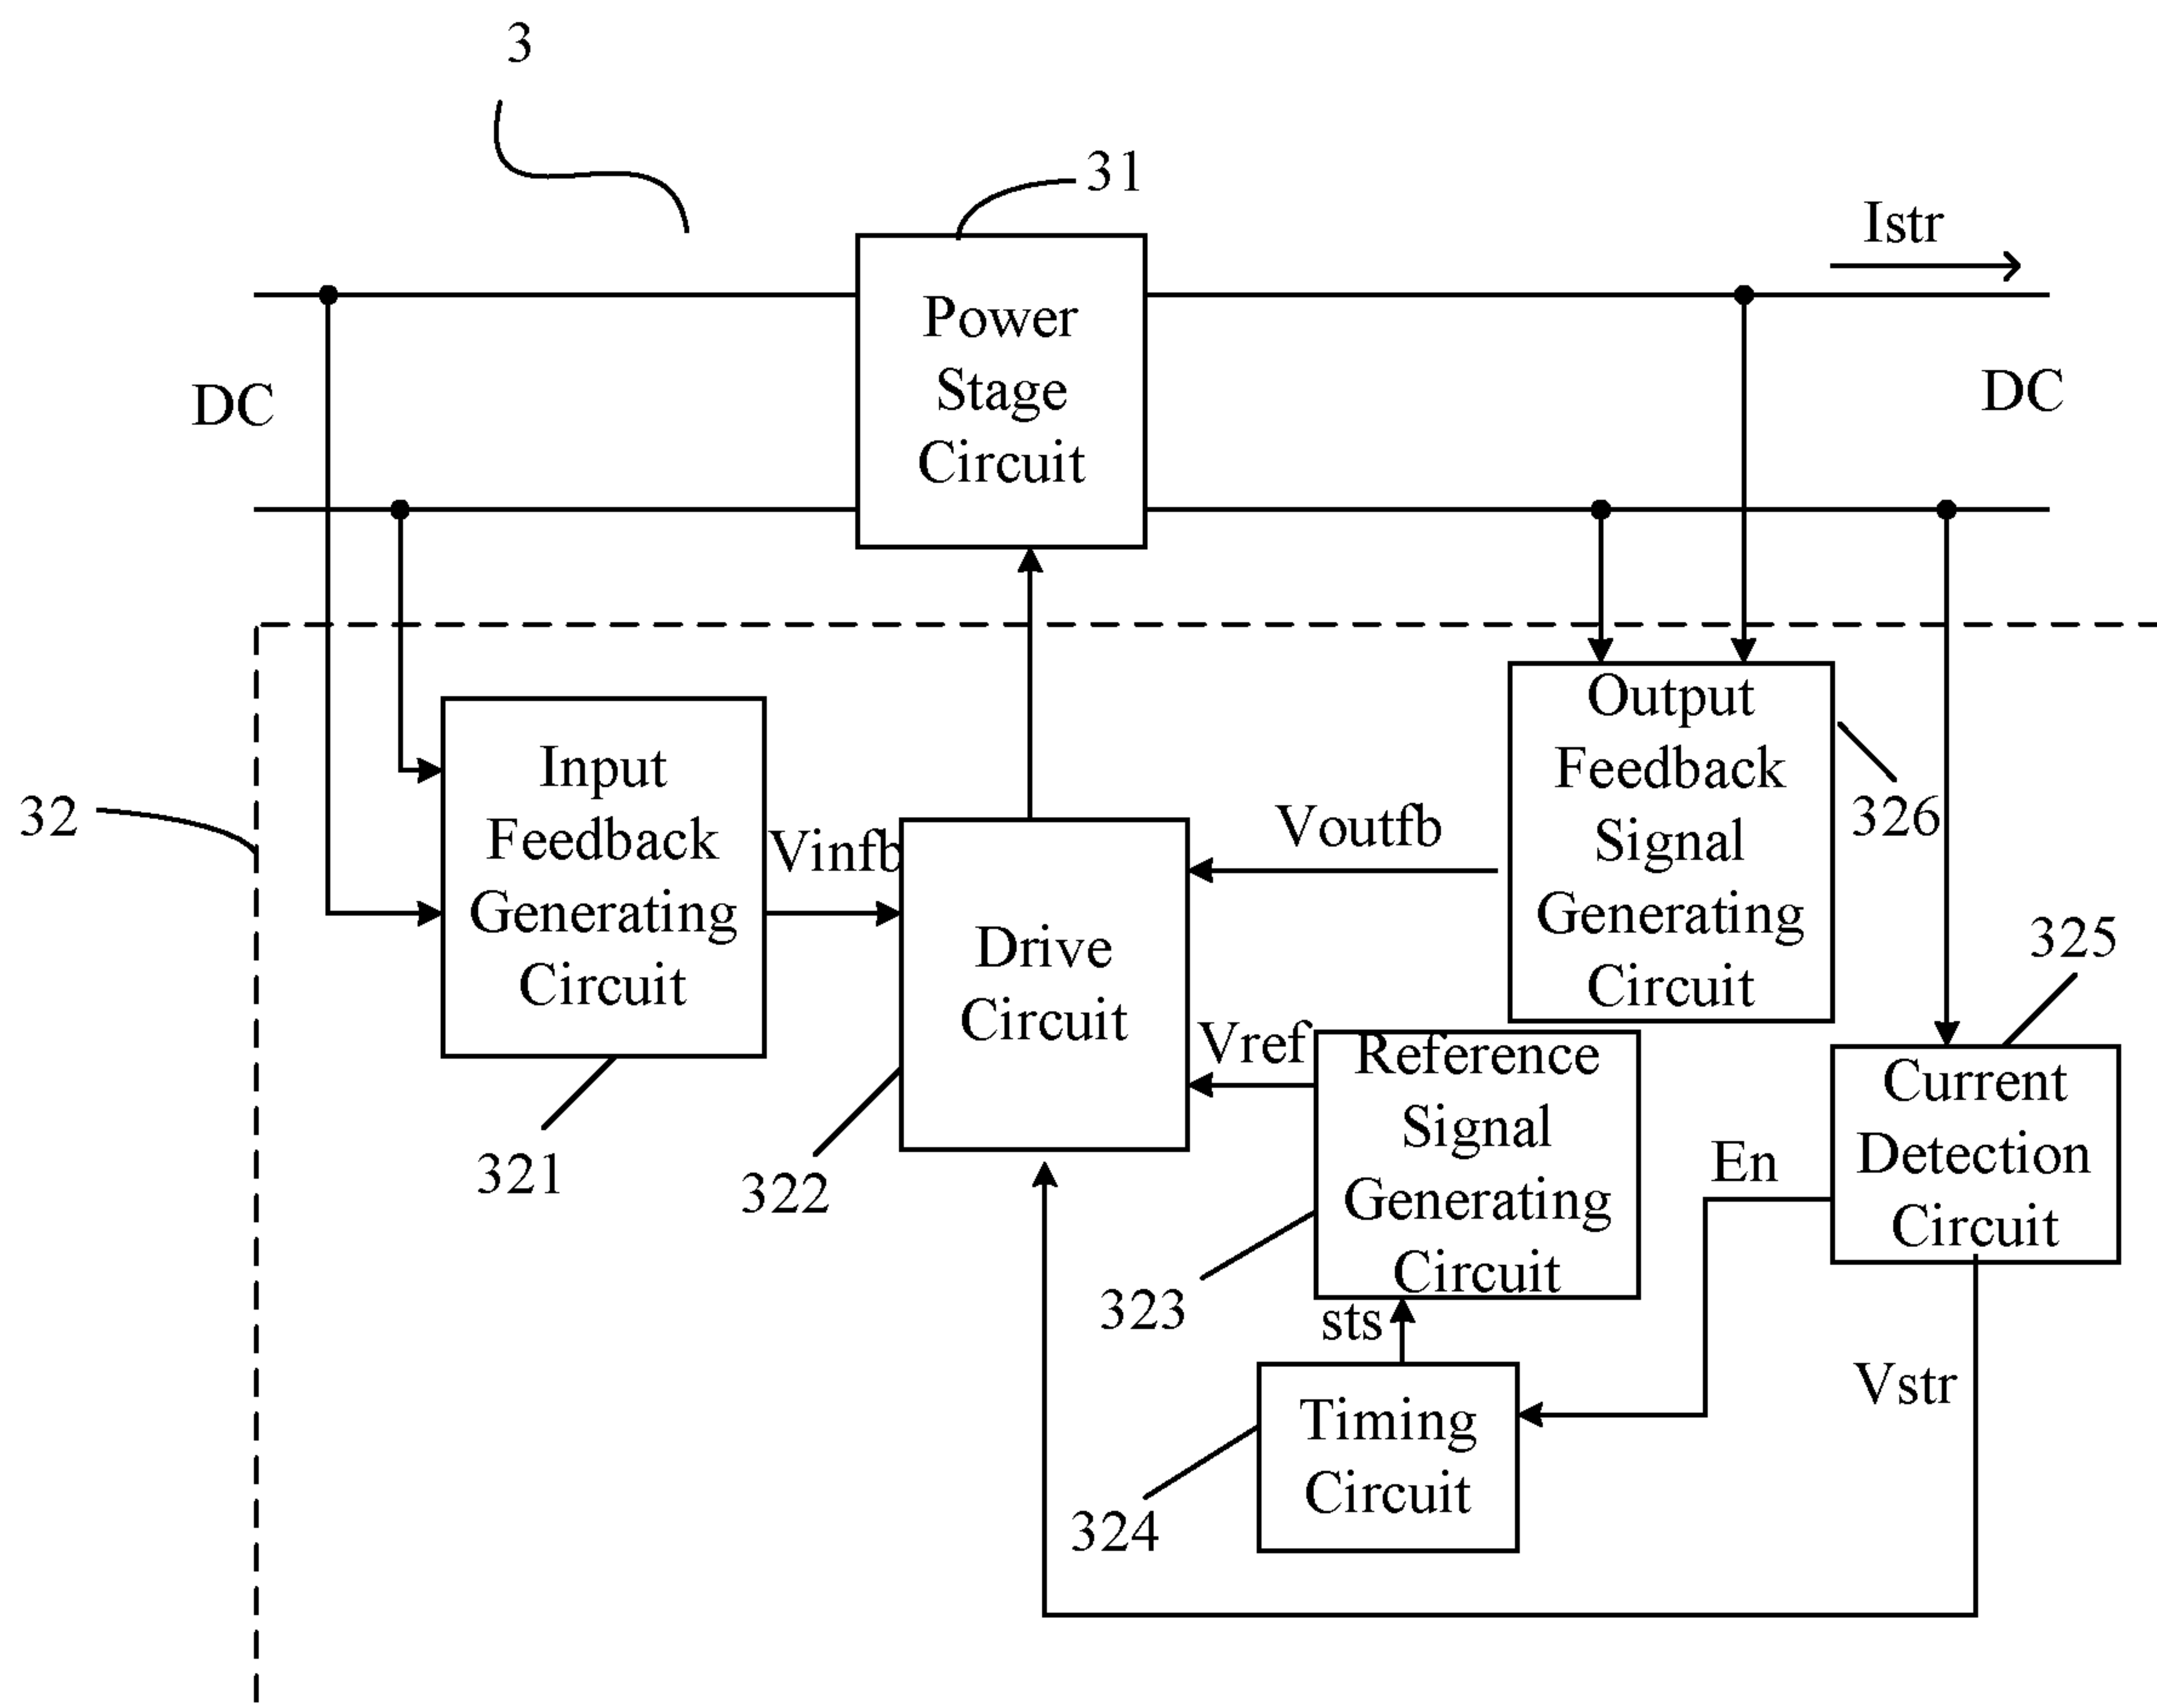 3
31
Istr
Power
Stage
Circuit
DC
DC
Input
Feedback
Generating
Circuit
Output
Feedback
Signal
Generating
Circuit
32
Vinfb
Voutfb
326
Drive
Circuit
325
Vref
Reference
Signal
Generating
Circuit
Current
Detection
Circuit
En
321
322
323
sts
Vstr
Timing
Circuit
324